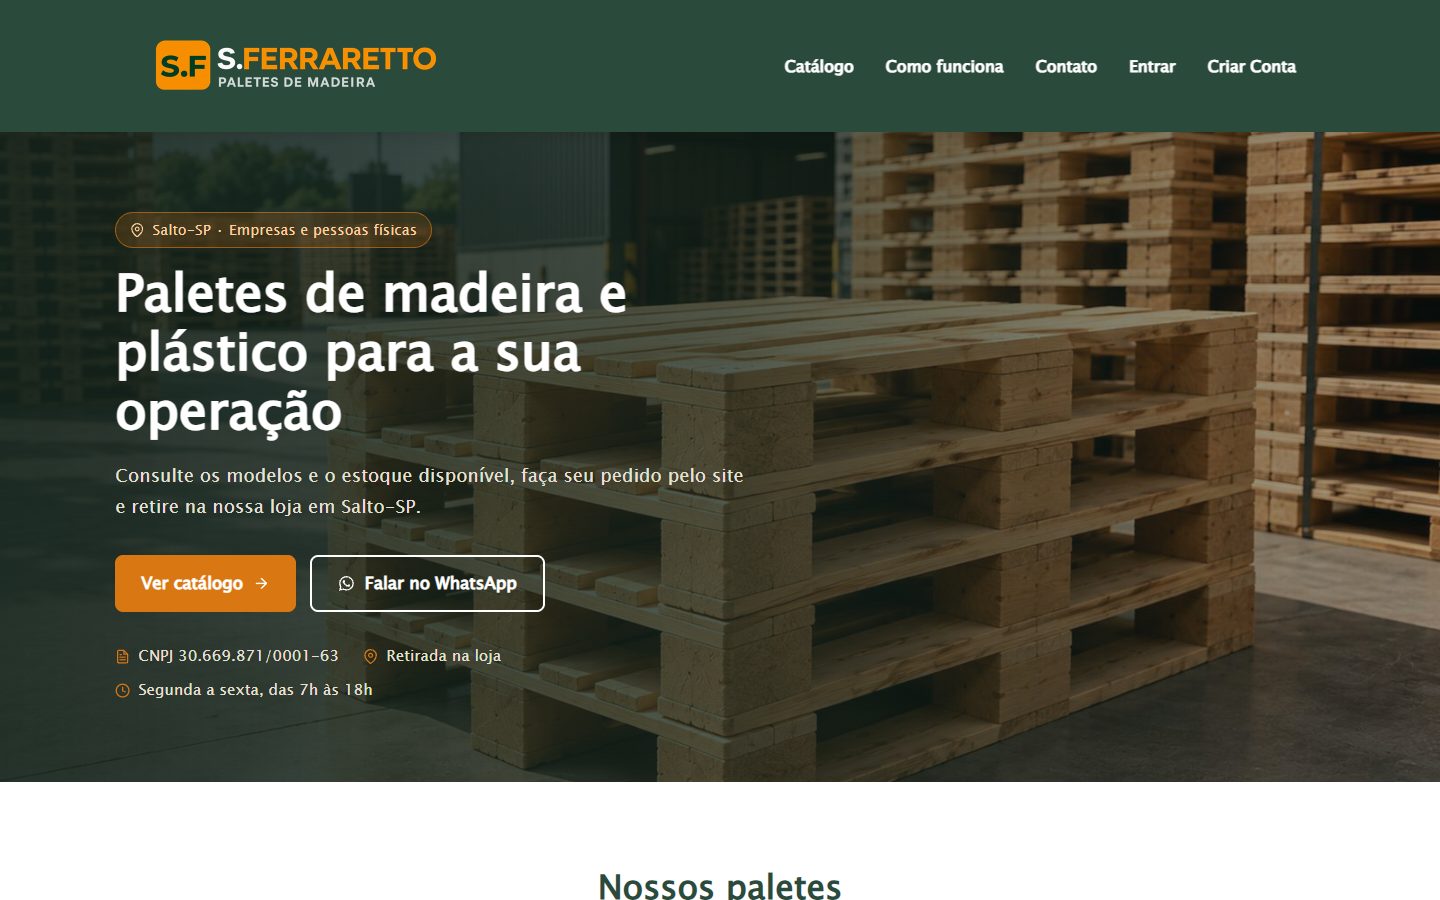 S.F S.FERRARETTO
PALETES DE MADEIRA
Catálogo Como funciona Contato Entrar Criar Conta
Salto-SP · Empresas e pessoas físicas
Paletes de madeira e
plástico para a sua
operação
Consulte os modelos e o estoque disponível, faça seu pedido pelo site
e retire na nossa loja em Salto-SP.
Ver catálogo → Falar no WhatsApp
CNPJ 30.669.871/0001-63 Retirada na loja
Segunda a sexta, das 7h às 18h
Nossos paletes